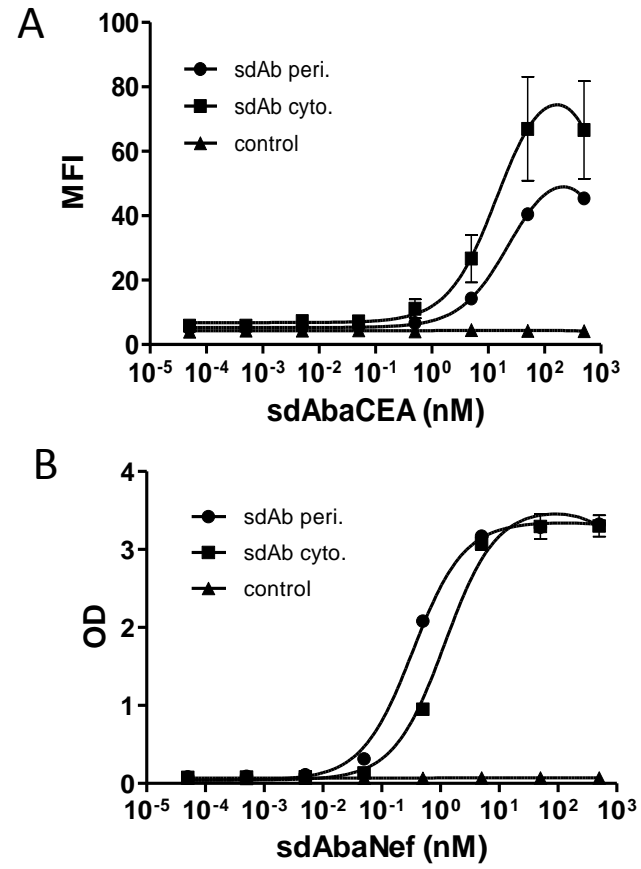 A
100
80
60
40
20
0
MFI
sdAb peri.
sdAb cyto.
control
10-5 10-4 10-3 10-2 10-1 100 101 102 103
sdAbaCEA (nM)
B
4
3
2
1
0
OD
sdAb peri.
sdAb cyto.
control
10-5 10-4 10-3 10-2 10-1 100 101 102 103
sdAbaNef (nM)